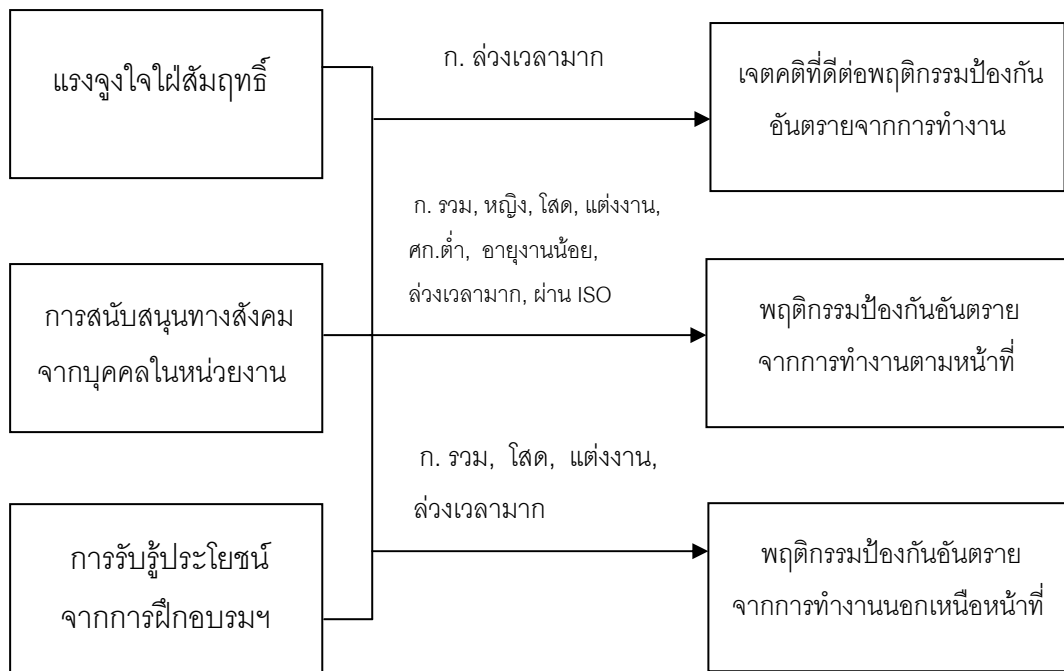 แรงจูงใจใฝ่สัมฤทธิ์
ก. ล่วงเวลามาก
เจตคติที่ดีต่อพฤติกรรมป้องกัน
อันตรายจากการทำงาน
ก. รวม, หญิง, โสด, แต่งงาน,
ศก.ต่ำ, อายุงานน้อย,
ล่วงเวลามาก, ผ่าน ISO
การสนับสนุนทางสังคม
จากบุคคลในหน่วยงาน
พฤติกรรมป้องกันอันตราย
จากการทำงานตามหน้าที่
ก. รวม, โสด, แต่งงาน,
ล่วงเวลามาก
การรับรู้ประโยชน์
จากการฝึกอบรมฯ
พฤติกรรมป้องกันอันตราย
จากการทำงานนอกเหนือหน้าที่